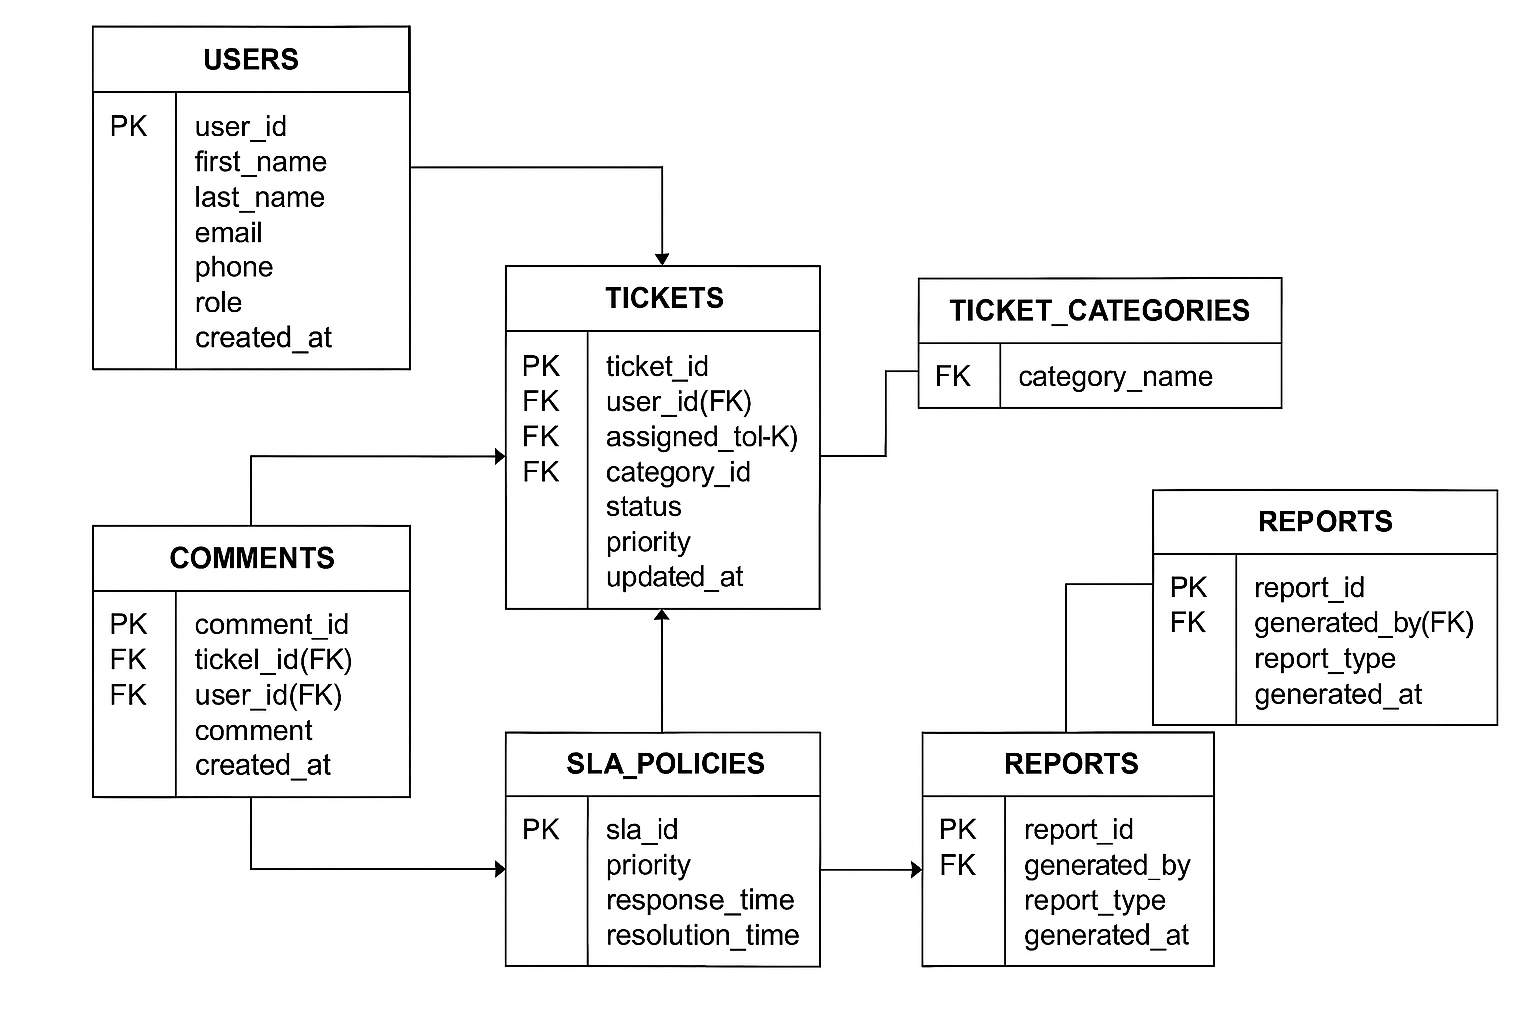 USERS
PK user_id
first_name
last_name
email
phone
role
created_at
TICKETS
PK ticket_id
FK user_id(FK)
FK assigned_tol-K)
FK category_id
status
priority
updated_at
TICKET_CATEGORIES
FK category_name
COMMENTS
PK comment_id
FK tickel_id(FK)
FK user_id(FK)
comment
created_at
REPORTS
PK report_id
FK generated_by(FK)
report_type
generated_at
SLA_POLICIES
PK sla_id
priority
response_time
resolution_time
REPORTS
PK report_id
FK generated_by
report_type
generated_at